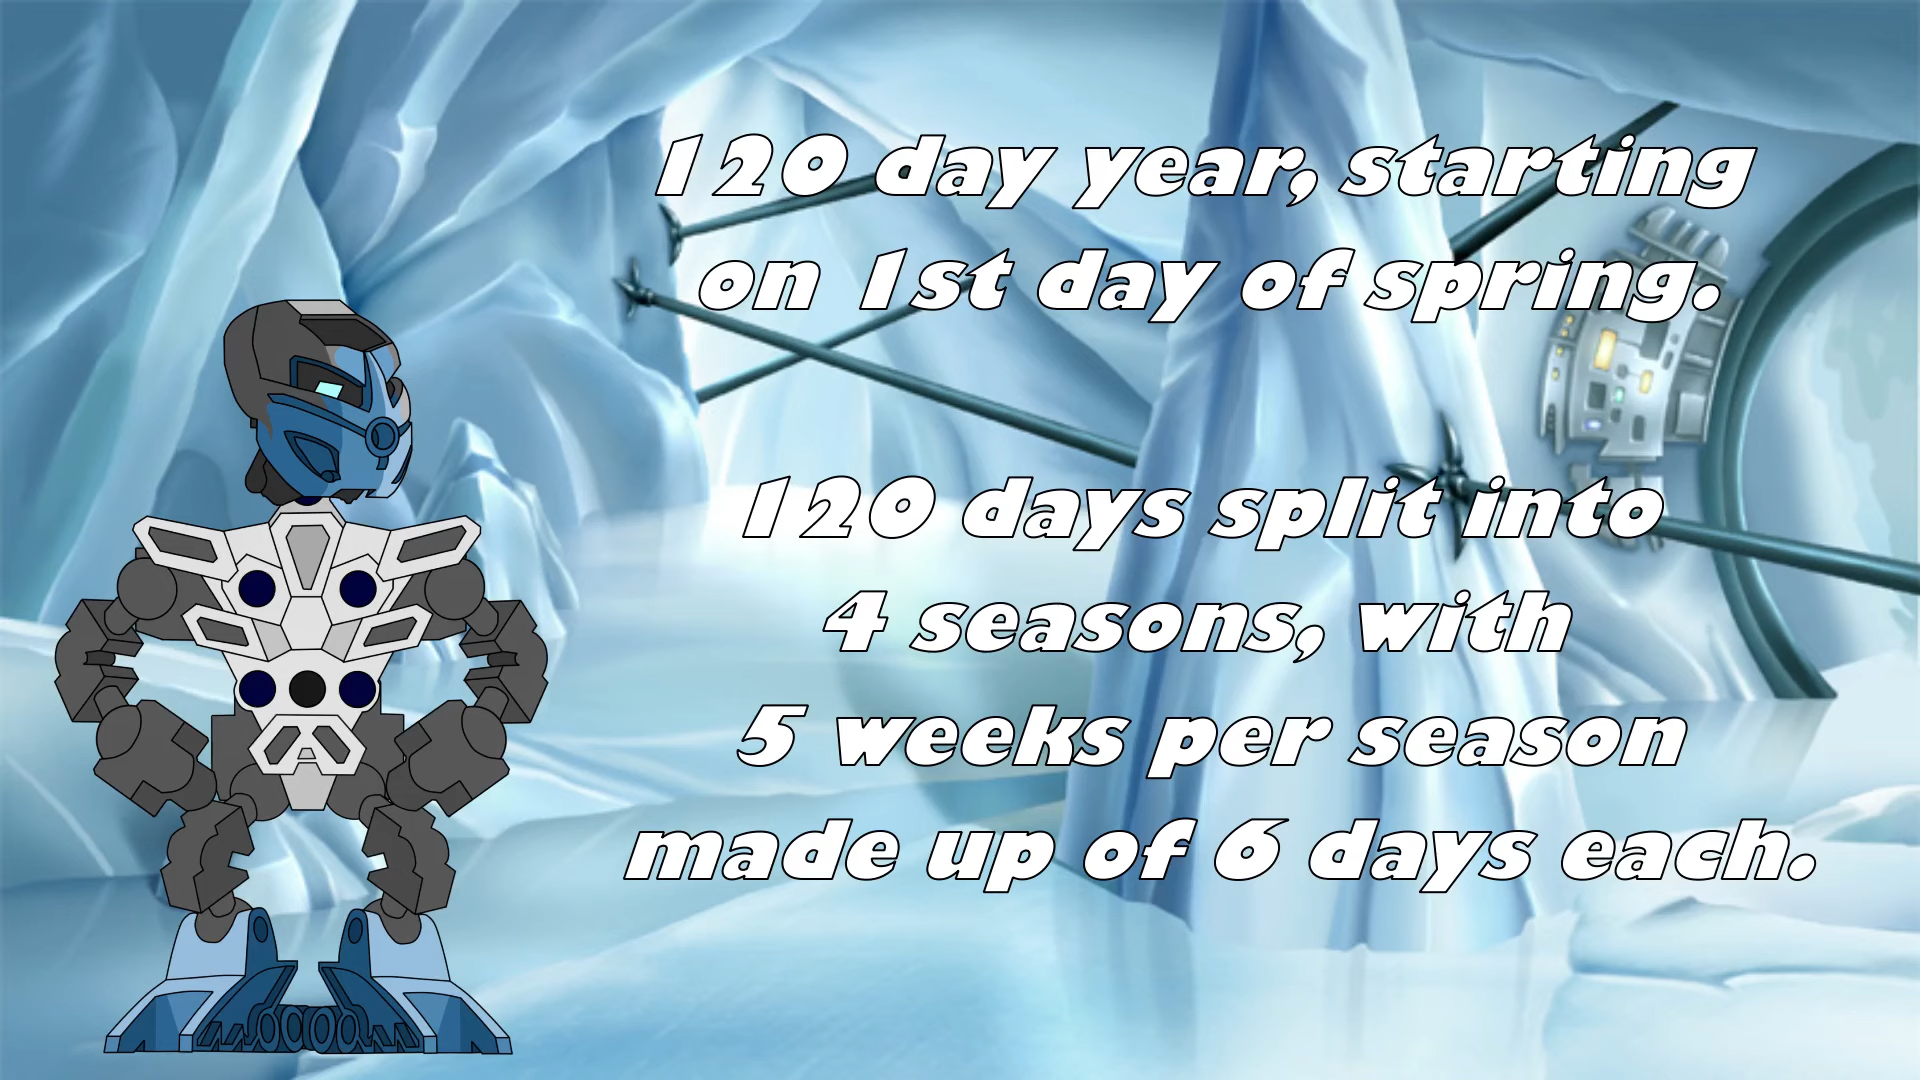 120 day year, starting
on 1st day of spring.
120 days split into
4 seasons, with
5 weeks per season
made up of 6 days each.